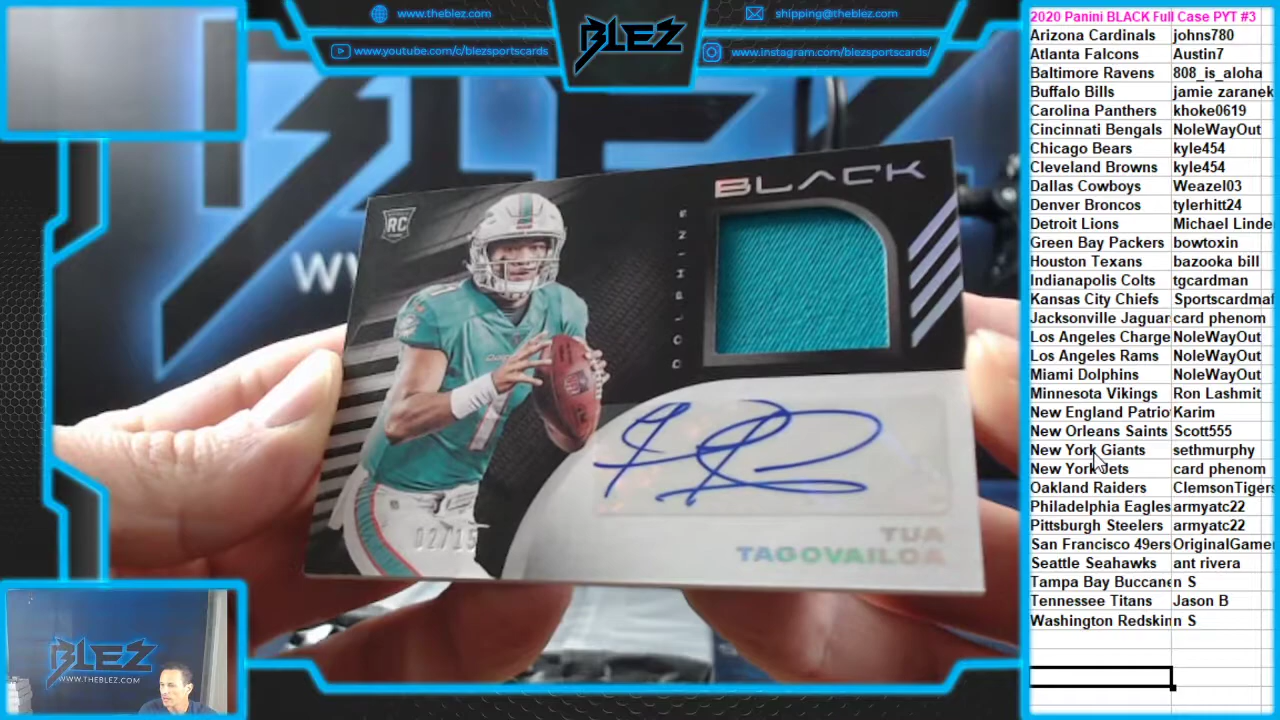 www.theblez.com
shipping@theblez.com
www.youtube.com/c/blezsportscards
www.instagram.com/blezsportscards/
BLEZ
RC
BLACK
DOLPHINS
1
02/15
TUA
TAGOVAILOA
BLEZ
WWW.THEBLEZ.COM
2020 Panini BLACK Full Case PYT #3
Arizona Cardinals johns780
Atlanta Falcons Austin7
Baltimore Ravens 808_is_aloha
Buffalo Bills jamie zaranek
Carolina Panthers khoke0619
Cincinnati Bengals NoleWayOut
Chicago Bears kyle454
Cleveland Browns kyle454
Dallas Cowboys Weazel03
Denver Broncos tylerhitt24
Detroit Lions Michael Linde
Green Bay Packers bowtoxin
Houston Texans bazooka bill
Indianapolis Colts tgcardman
Kansas City Chiefs Sportscardma
Jacksonville Jaguar card phenom
Los Angeles Charge NoleWayOut
Los Angeles Rams NoleWayOut
Miami Dolphins NoleWayOut
Minnesota Vikings Ron Lashmit
New England Patrio Karim
New Orleans Saints Scott555
New York Giants sethmurphy
New York Jets card phenom
Oakland Raiders ClemsonTigers
Philadelphia Eagles armyatc22
Pittsburgh Steelers armyatc22
San Francisco 49ers OriginalGame
Seattle Seahawks ant rivera
Tampa Bay Buccanen S
Tennessee Titans Jason B
Washington Redskinn S